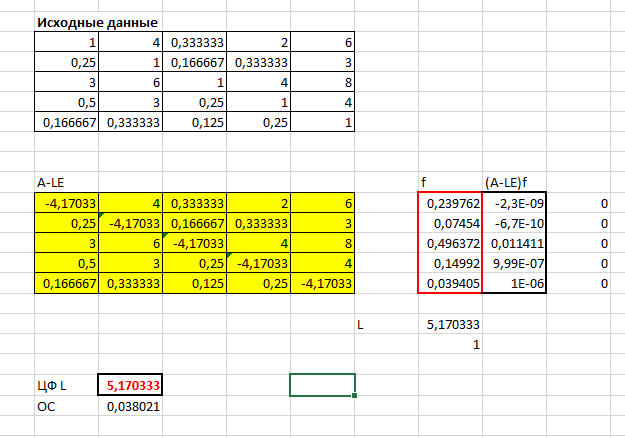 Исходные данные
1 4 0,333333 2 6
0,25 1 0,166667 0,333333 3
3 6 1 4 8
0,5 3 0,25 1 4
0,166667 0,333333 0,125 0,25 1
A-LE f (A-LE)f
-4,17033 4 0,333333 2 6 0,239762 -2,3E-09 0
0,25 -4,17033 0,166667 0,333333 3 0,07454 -6,7E-10 0
3 6 -4,17033 4 8 0,496372 0,011411 0
0,5 3 0,25 -4,17033 4 0,14992 9,99E-07 0
0,166667 0,333333 0,125 0,25 -4,17033 0,039405 1E-06 0
L 5,170333
1
ЦФ L 5,170333
ОС 0,038021